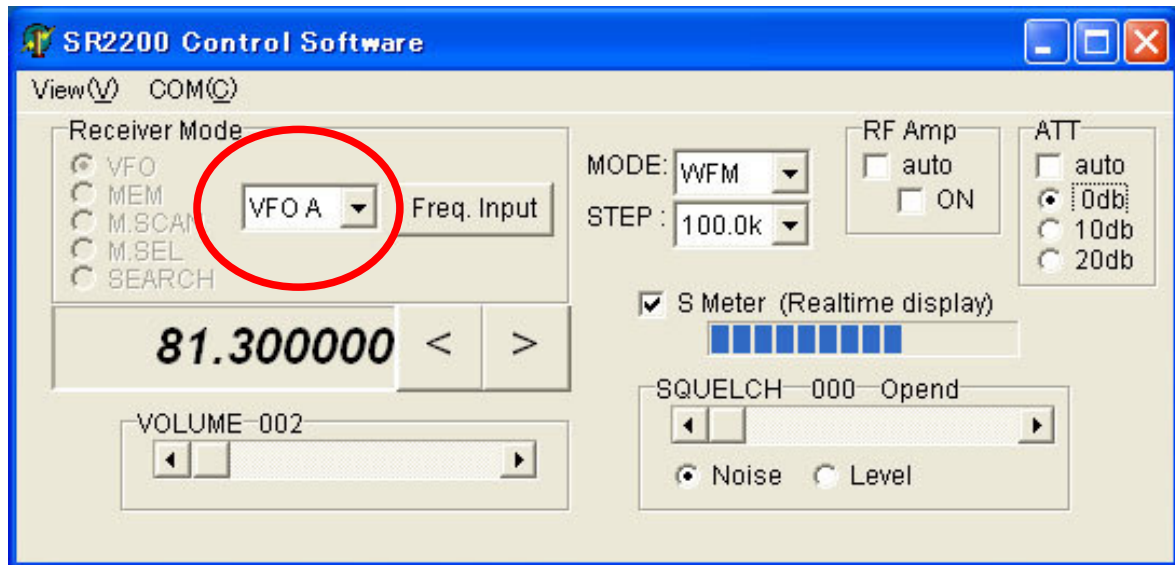 SR2200 Control Software
View(V) COM(C)
Receiver Mode
VFO
MEM
M.SCAN
M.SEL
SEARCH
VFO A
Freq. Input
MODE: WFM
STEP : 100.0k
RF Amp
auto
ON
ATT
auto
0db
10db
20db
81.300000 < >
S Meter (Realtime display)
VOLUME 002
SQUELCH 000 Opend
Noise Level